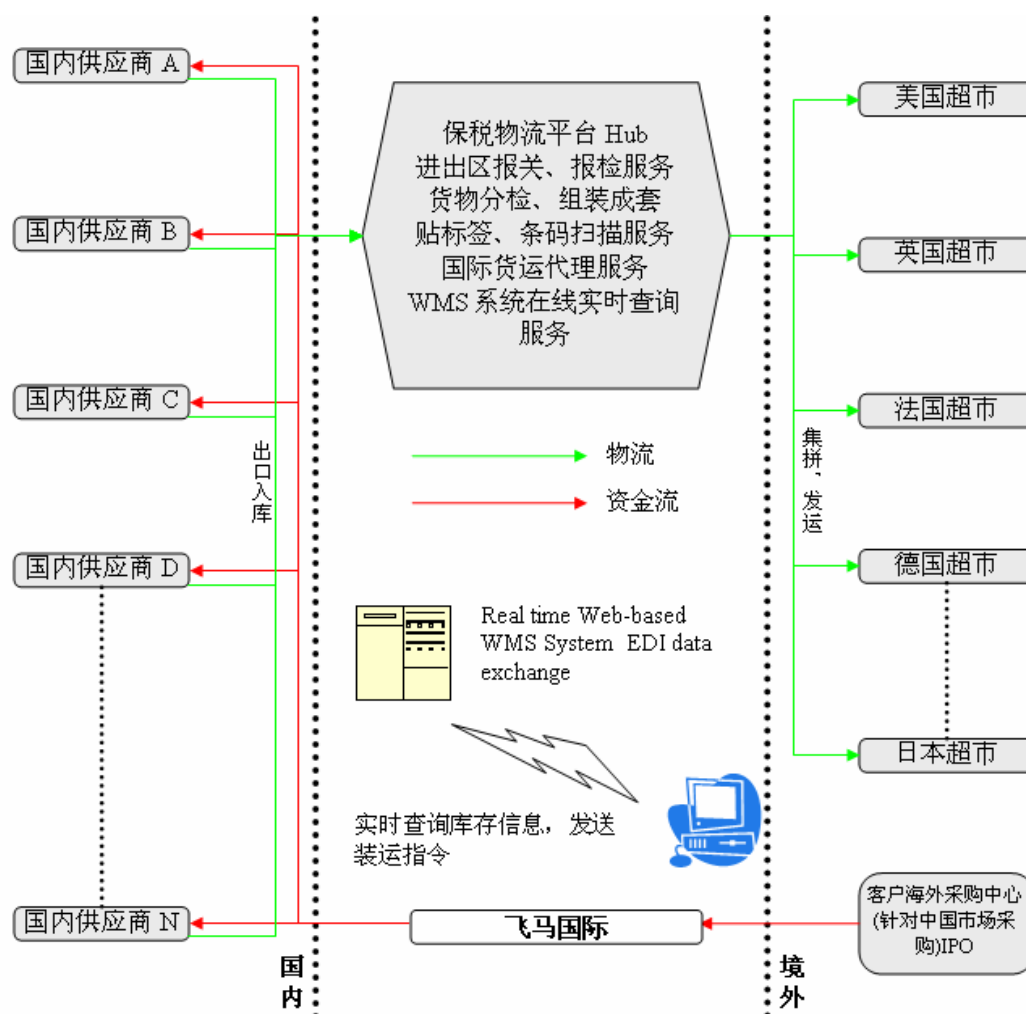 国内供应商 A
国内供应商 B
国内供应商 C
国内供应商 D
国内供应商 N
出口入库
国内
保税物流平台 Hub
进出区报关、报检服务
货物分检、组装成套
贴标签、条码扫描服务
国际货运代理服务
WMS 系统在线实时查询
服务
物流
资金流
Real time Web-based
WMS System EDI data
exchange
实时查询库存信息，发送
装运指令
飞马国际
美国超市
英国超市
法国超市
德国超市
日本超市
集拼，发运
客户海外采购中心
(针对中国市场采
购)IPO
境外